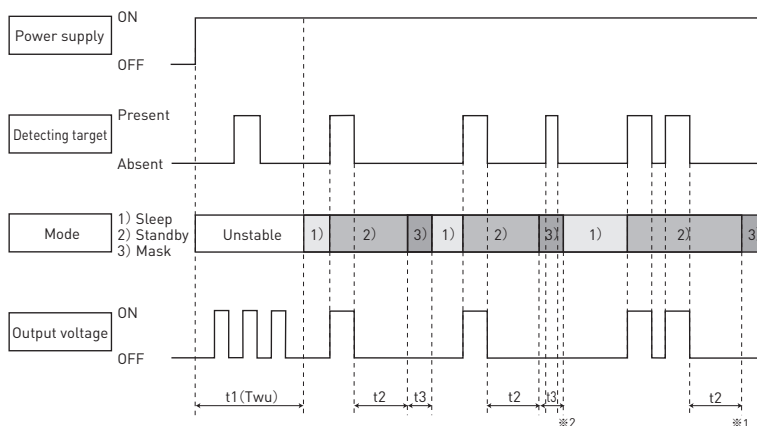 ON
Power supply
OFF
Present
Detecting target
Absent
Mode
1) Sleep
2) Standby
3) Mask
Unstable 1) 2) 3) 1) 2) 3) 1) 2) 3
ON
Output voltage
OFF
t1(Twu) t2 t3 t2 t3 t2
※2 ※1